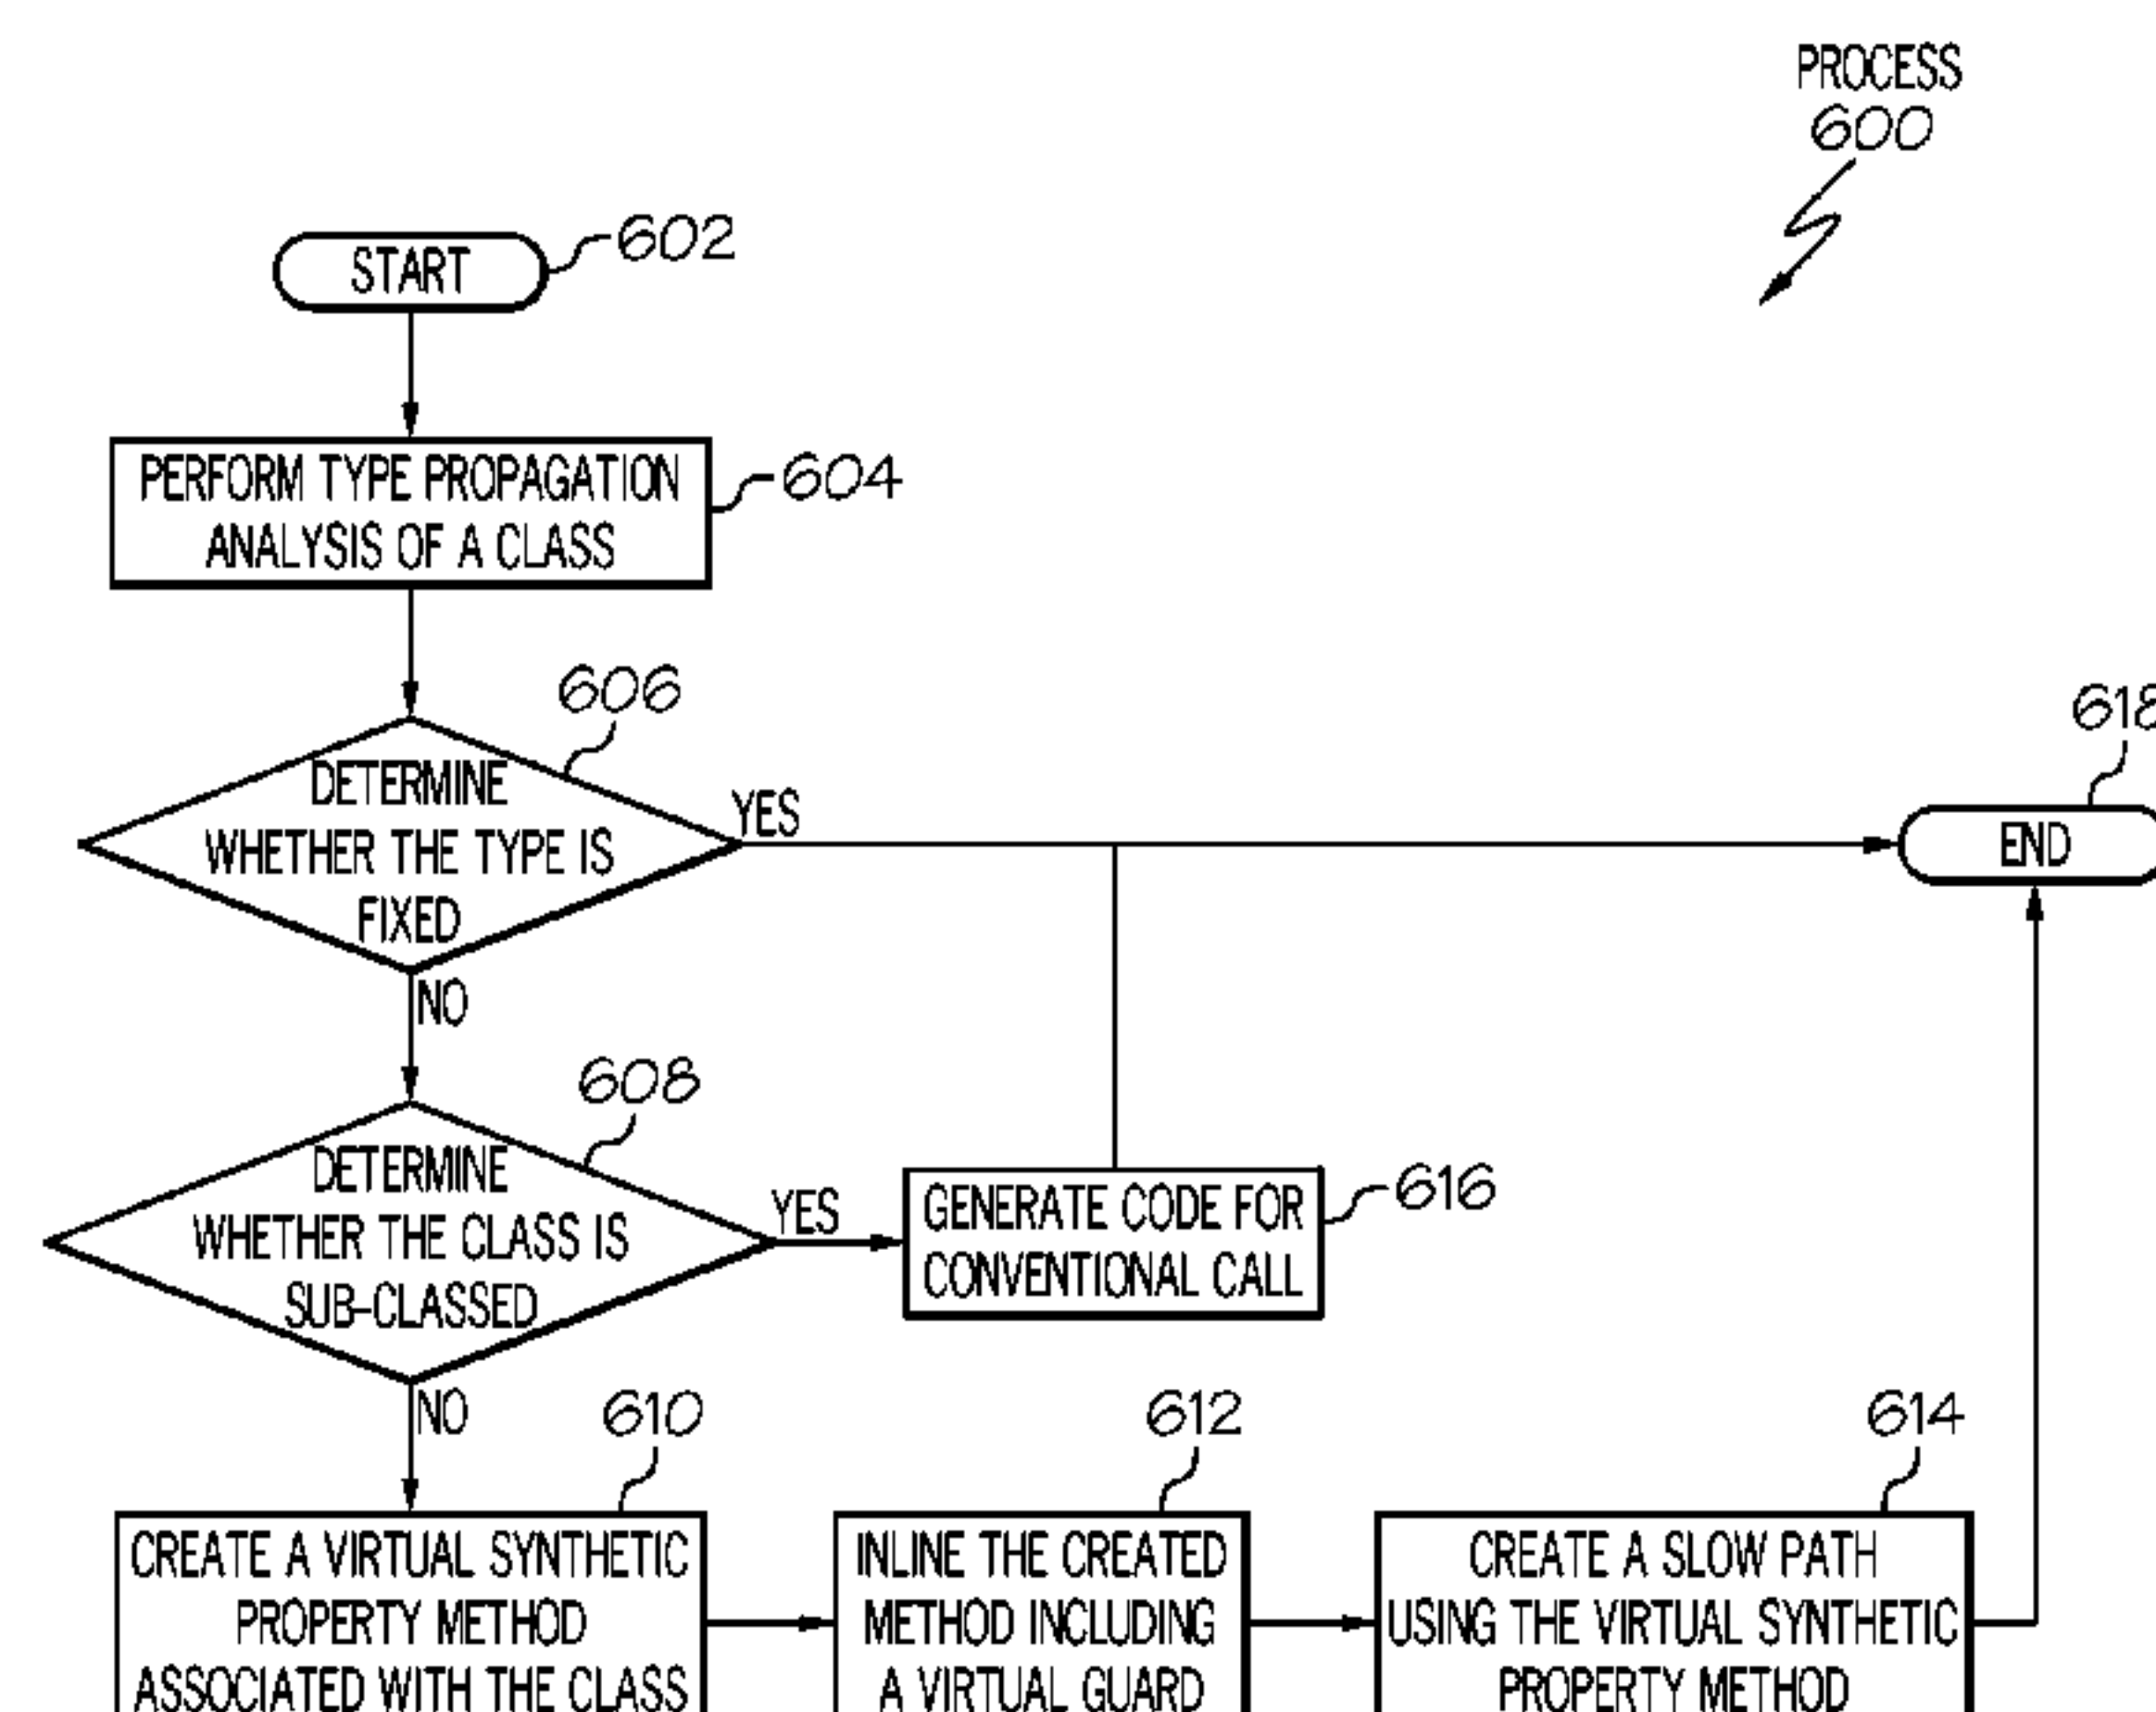 PROCESS
600
START
602
PERFORM TYPE PROPAGATION
ANALYSIS OF A CLASS
604
606
DETERMINE
WHETHER THE TYPE IS
FIXED
YES
NO
618
END
608
DETERMINE
WHETHER THE CLASS IS
SUB-CLASSED
YES
NO
GENERATE CODE FOR
CONVENTIONAL CALL
616
610
CREATE A VIRTUAL SYNTHETIC
PROPERTY METHOD
ASSOCIATED WITH THE CLASS
612
INLINE THE CREATED
METHOD INCLUDING
A VIRTUAL GUARD
614
CREATE A SLOW PATH
USING THE VIRTUAL SYNTHETIC
PROPERTY METHOD